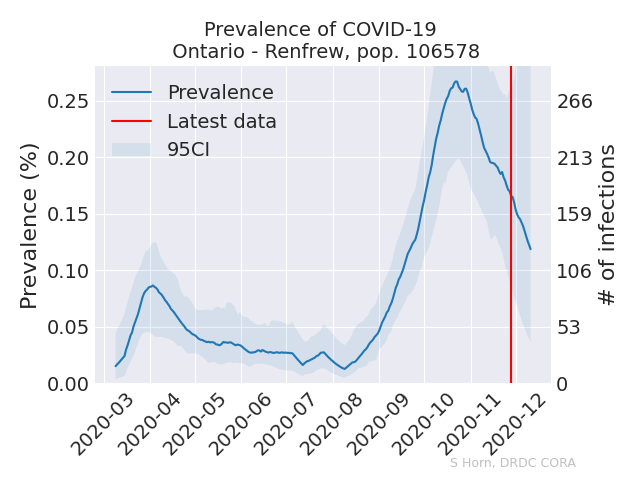 Prevalence of COVID-19
Ontario - Renfrew, pop. 106578
Prevalence
Latest data
95CI
Prevalence (%)
0.25
0.20
0.15
0.10
0.05
0.00
266
213
159
106
53
0
# of infections
2020-03
2020-04
2020-05
2020-06
2020-07
2020-08
2020-09
2020-10
2020-11
2020-12
S Horn, DRDC CORA